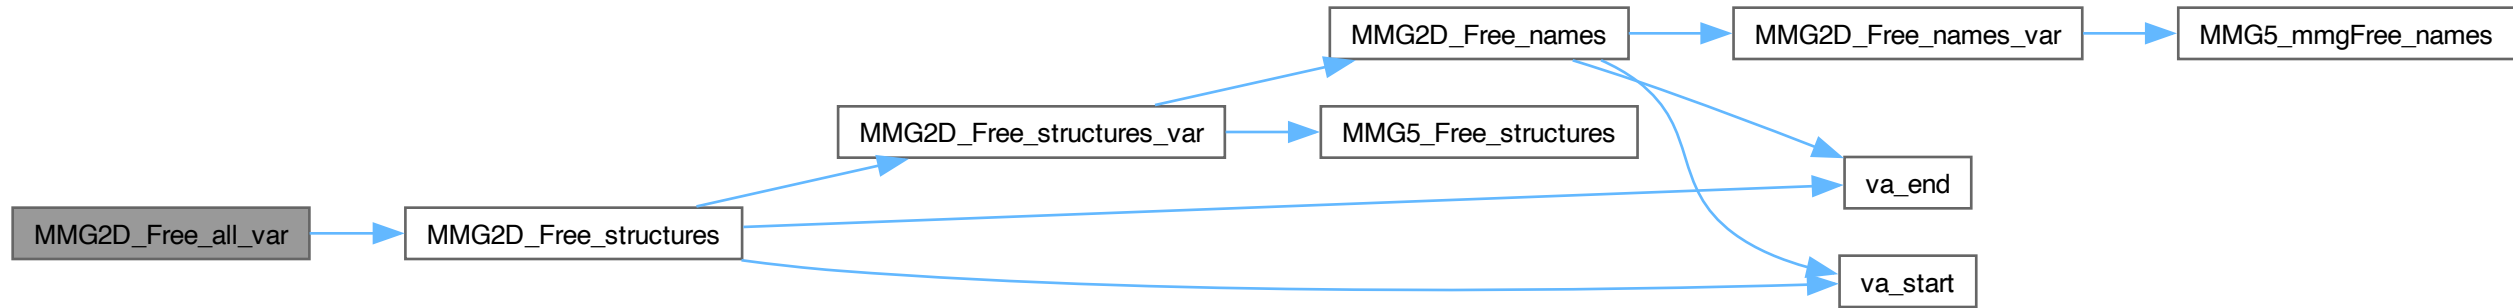 MMG2D_Free_names
MMG2D_Free_names_var
MMG5_mmgFree_names
MMG2D_Free_structures_var
MMG5_Free_structures
va_end
MMG2D_Free_all_var
MMG2D_Free_structures
va_start